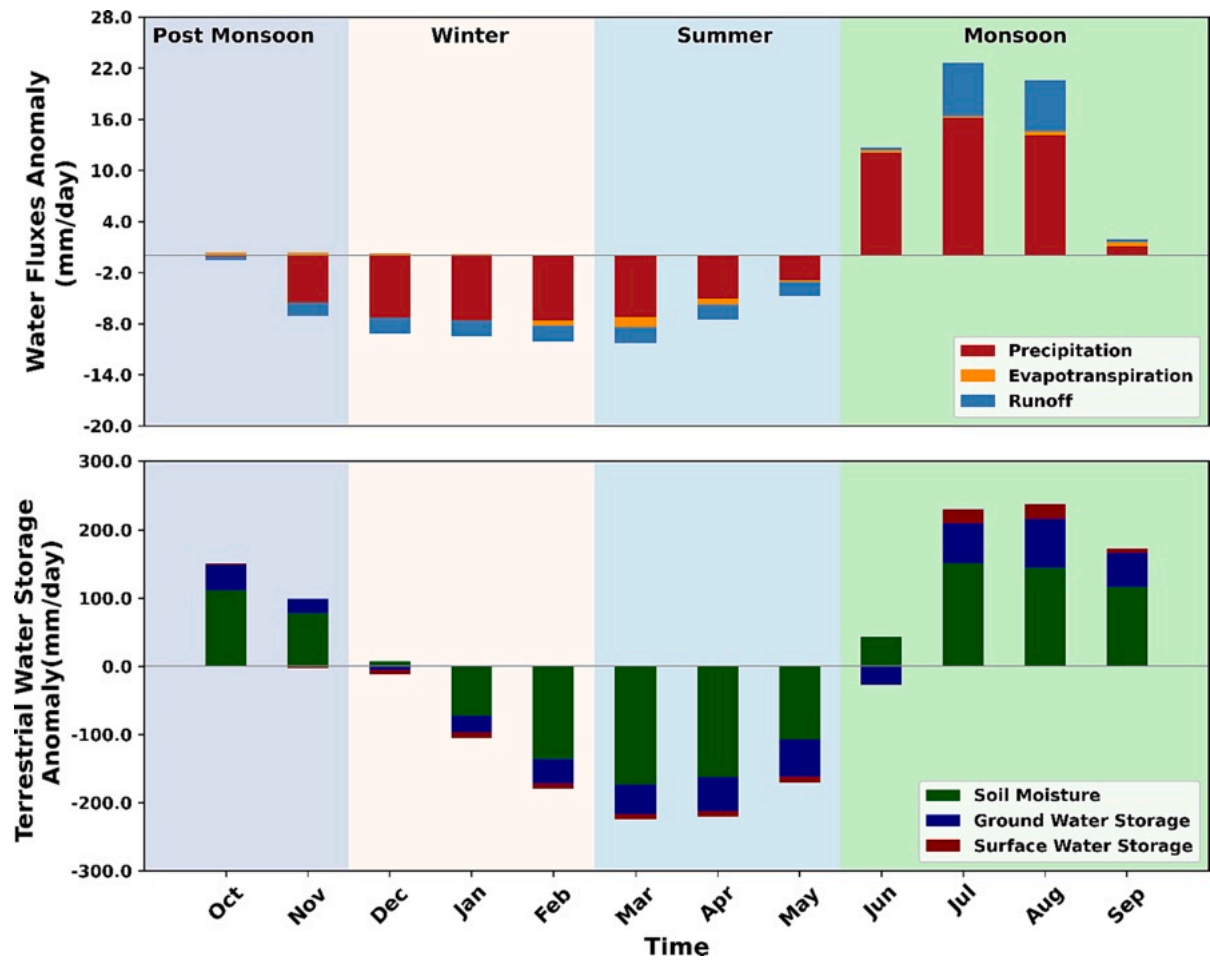 Water Fluxes Anomaly
(mm/day)
28.0
22.0
16.0
10.0
4.0
-2.0
-8.0
-14.0
-20.0
Post Monsoon
Winter
Summer
Monsoon
Precipitation
Evapotranspiration
Runoff
Terrestrial Water Storage
Anomaly(mm/day)
300.0
200.0
100.0
0.0
-100.0
-200.0
-300.0
Soil Moisture
Ground Water Storage
Surface Water Storage
Oct
Nov
Dec
Jan
Feb
Mar
Apr
May
Jun
Jul
Aug
Sep
Time